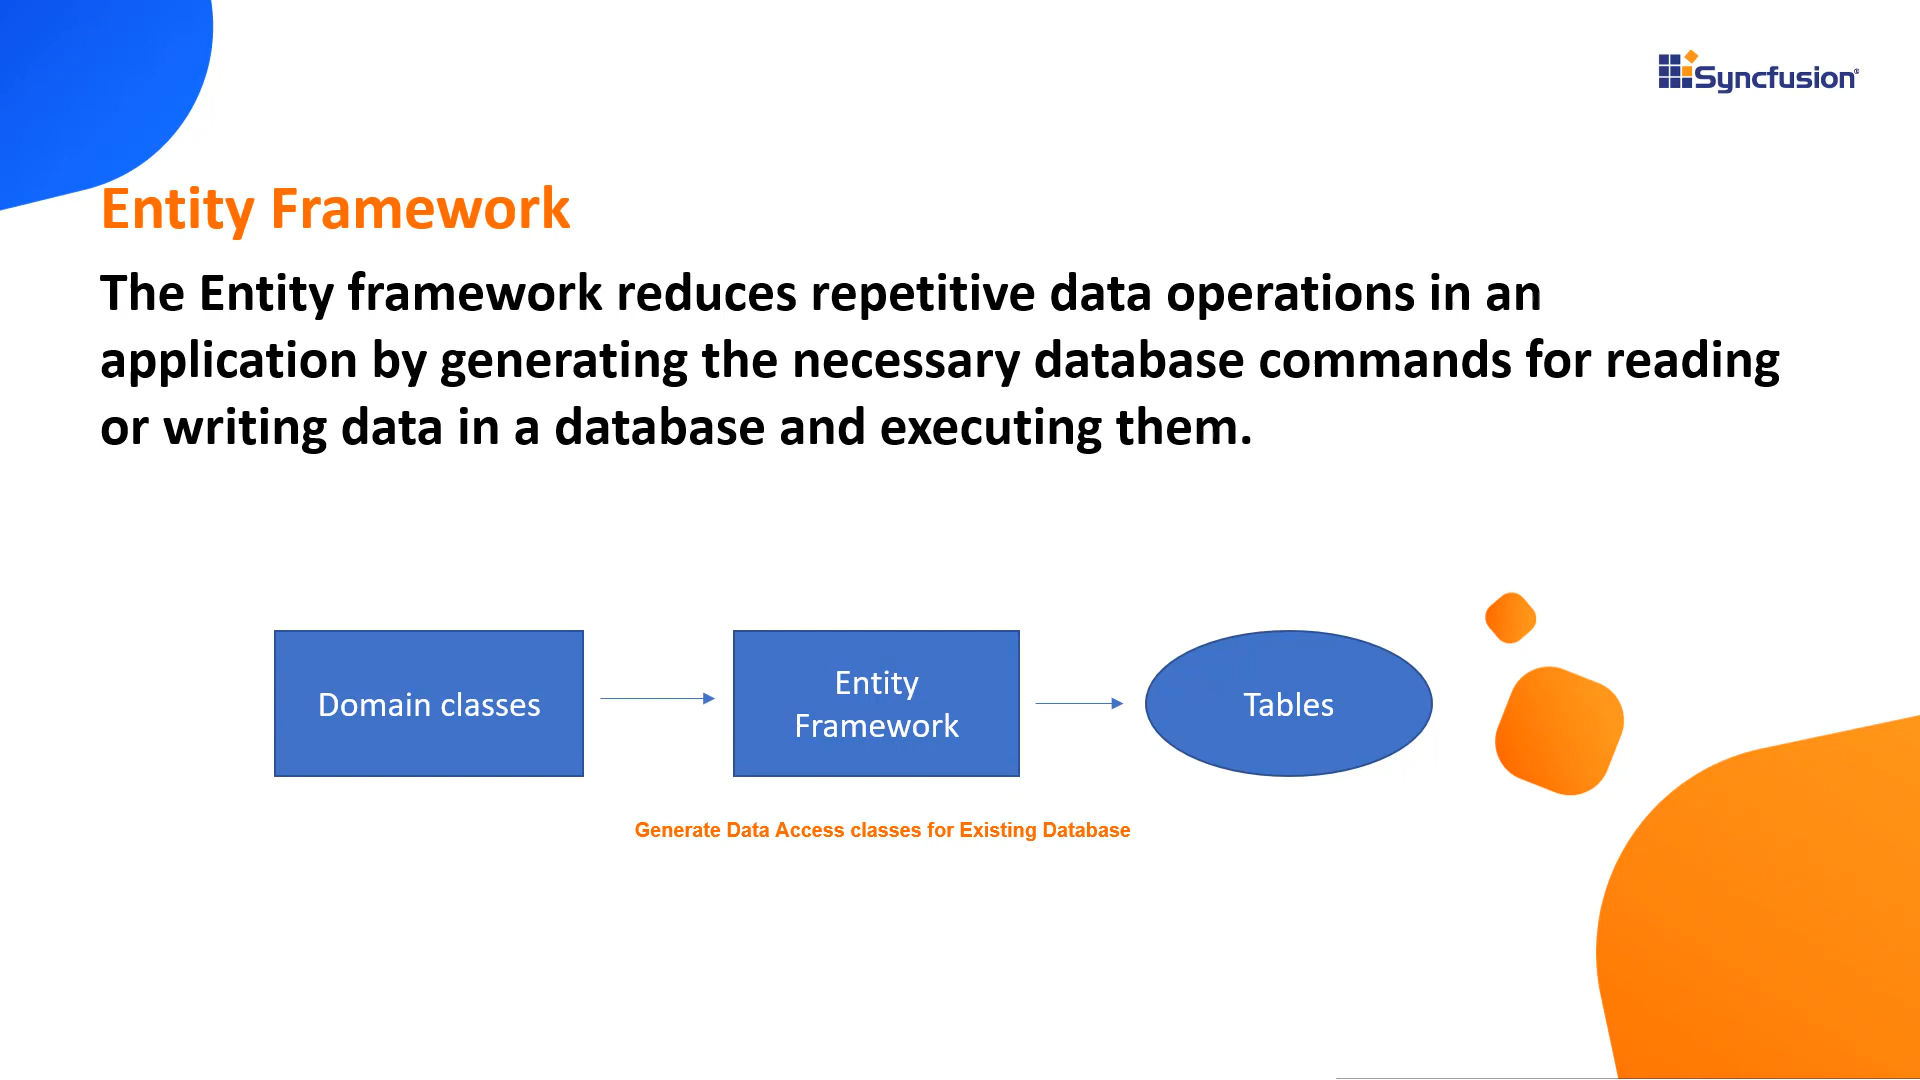 Syncfusion
Entity Framework
The Entity framework reduces repetitive data operations in an
application by generating the necessary database commands for reading
or writing data in a database and executing them.
Domain classes
Entity
Framework
Tables
Generate Data Access classes for Existing Database